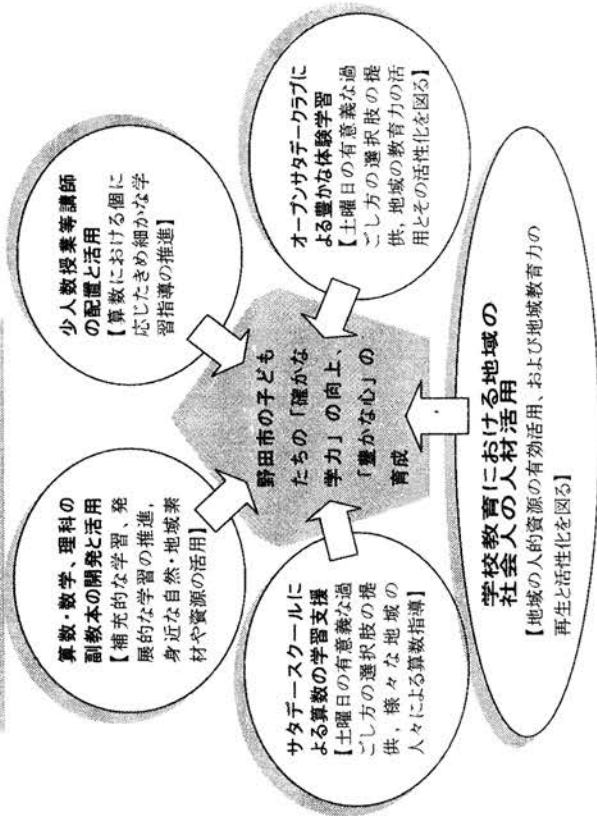 算数・数学、理科の
副教本の開発と活用
【補充的な学習、発
展的な学習の推進，
身近な自然・地域素
材や資源の活用】
少人数授業等講師
の配置と活用
【算数における個に
応じたきめ細かな学
習指導の推進】
野田市の子ども
たちの「確かな
学力」の向上、
「豊かな心」の
育成
サタデースクールに
よる算数の学習支援
【土曜日の有意義な過
ごし方の選択肢の提
供，様々な地域の
人々による算数指導】
オープンサタデークラブに
よる豊かな体験学習
【土曜日の有意義な過
ごし方の選択肢の提
供、地域の教育力の活
用とその活性化を図る】
学校教育における地域の
社会人の人材活用
【地域の人的資源の有効活用、および地域教育力の
再生と活性化を図る】